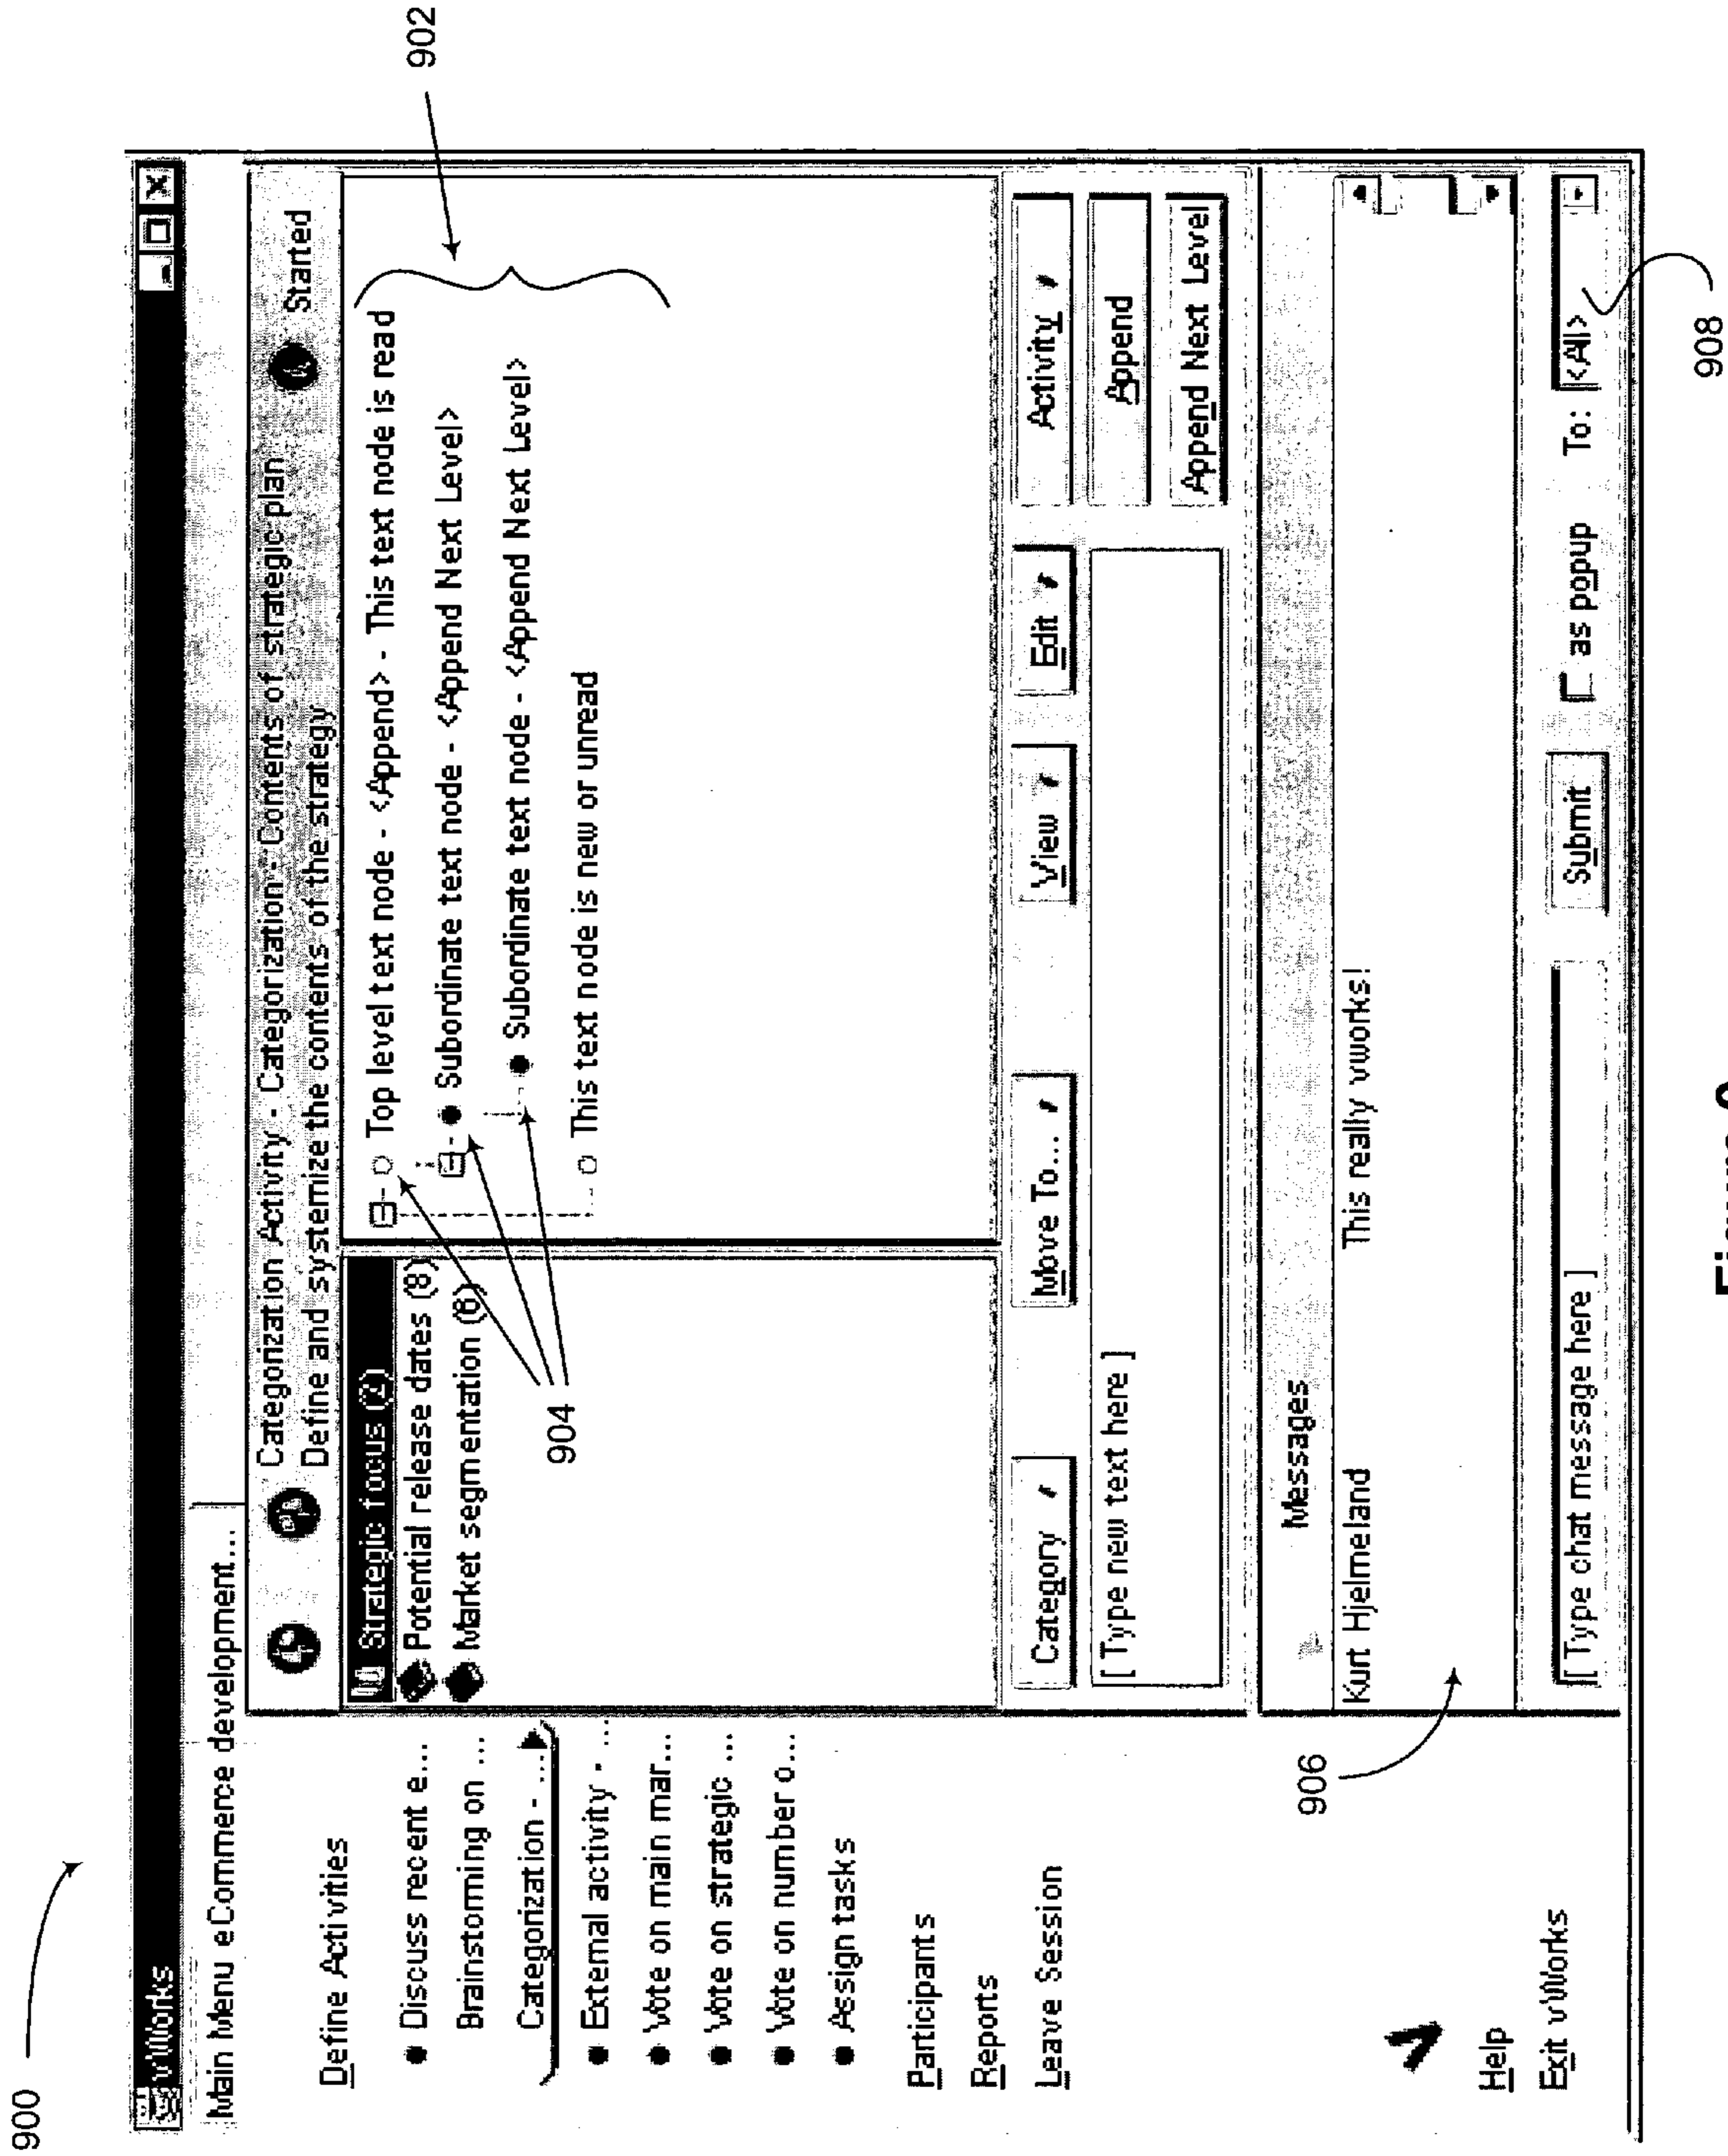 900
vWorks
Main Menu eCommerce development...
Define Activities
Discuss recent e...
Brainstorming on ...
Categorization - ...
External activity - ...
Vote on main mar...
Vote on strategic ...
Vote on number o...
Assign tasks
Participants
Reports
Leave Session
Help
Exit vWorks
Categorization Activity - Categorization - Contents of strategic plan
Started
Define and systemize the contents of the strategy
Strategic focus
Potential release dates (8)
Market segmentation (6)
Top level text node - <Append> - This text node is read
Subordinate text node - <Append Next Level>
Subordinate text node - <Append Next Level>
This text node is new or unread
902
904
Category
Move To...
View
Edit
Activity
[ Type new text here ]
Append
Append Next Level
Messages
Kurt Hjelmeland
This really vworks!
906
[ Type chat message here ]
Submit
as popup
To:
<All>
908